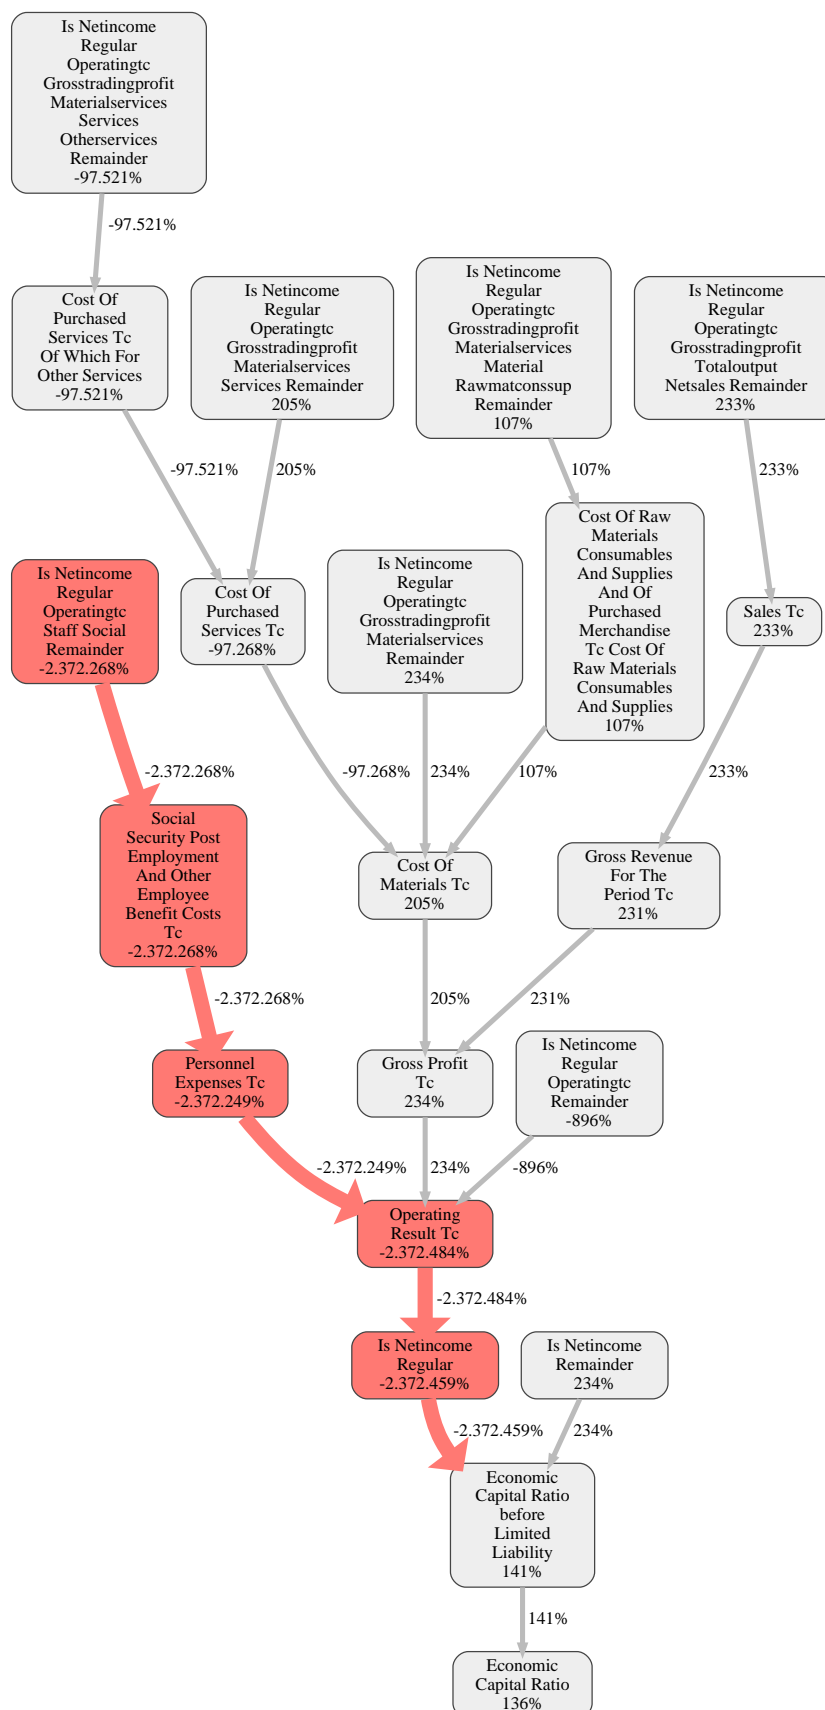 Is Netincome
Regular
Operatingtc
Grosstradingprofit
Materialservices
Services
Otherservices
Remainder
-97.521%
-97.521%
Cost Of
Purchased
Services Tc
Of Which For
Other Services
-97.521%
Is Netincome
Regular
Operatingtc
Grosstradingprofit
Materialservices
Services Remainder
205%
Is Netincome
Regular
Operatingtc
Grosstradingprofit
Materialservices
Material
Rawmatconssup
Remainder
107%
Is Netincome
Regular
Operatingtc
Grosstradingprofit
Totaloutput
Netsales Remainder
233%
-97.521%
205%
107%
233%
Is Netincome
Regular
Operatingtc
Staff Social
Remainder
-2.372.268%
Cost Of
Purchased
Services Tc
-97.268%
Is Netincome
Regular
Operatingtc
Grosstradingprofit
Materialservices
Remainder
234%
Cost Of Raw
Materials
Consumables
And Supplies
And Of
Purchased
Merchandise
Tc Cost Of
Raw Materials
Consumables
And Supplies
107%
Sales Tc
233%
-2.372.268%
-97.268%
234%
107%
233%
Social
Security Post
Employment
And Other
Employee
Benefit Costs
Tc
-2.372.268%
Cost Of
Materials Tc
205%
Gross Revenue
For The
Period Tc
231%
-2.372.268%
205%
231%
Personnel
Expenses Tc
-2.372.249%
Gross Profit
Tc
234%
Is Netincome
Regular
Operatingtc
Remainder
-896%
-2.372.249%
234%
-896%
Operating
Result Tc
-2.372.484%
-2.372.484%
Is Netincome
Regular
-2.372.459%
Is Netincome
Remainder
234%
-2.372.459%
234%
Economic
Capital Ratio
before
Limited
Liability
141%
141%
Economic
Capital Ratio
136%